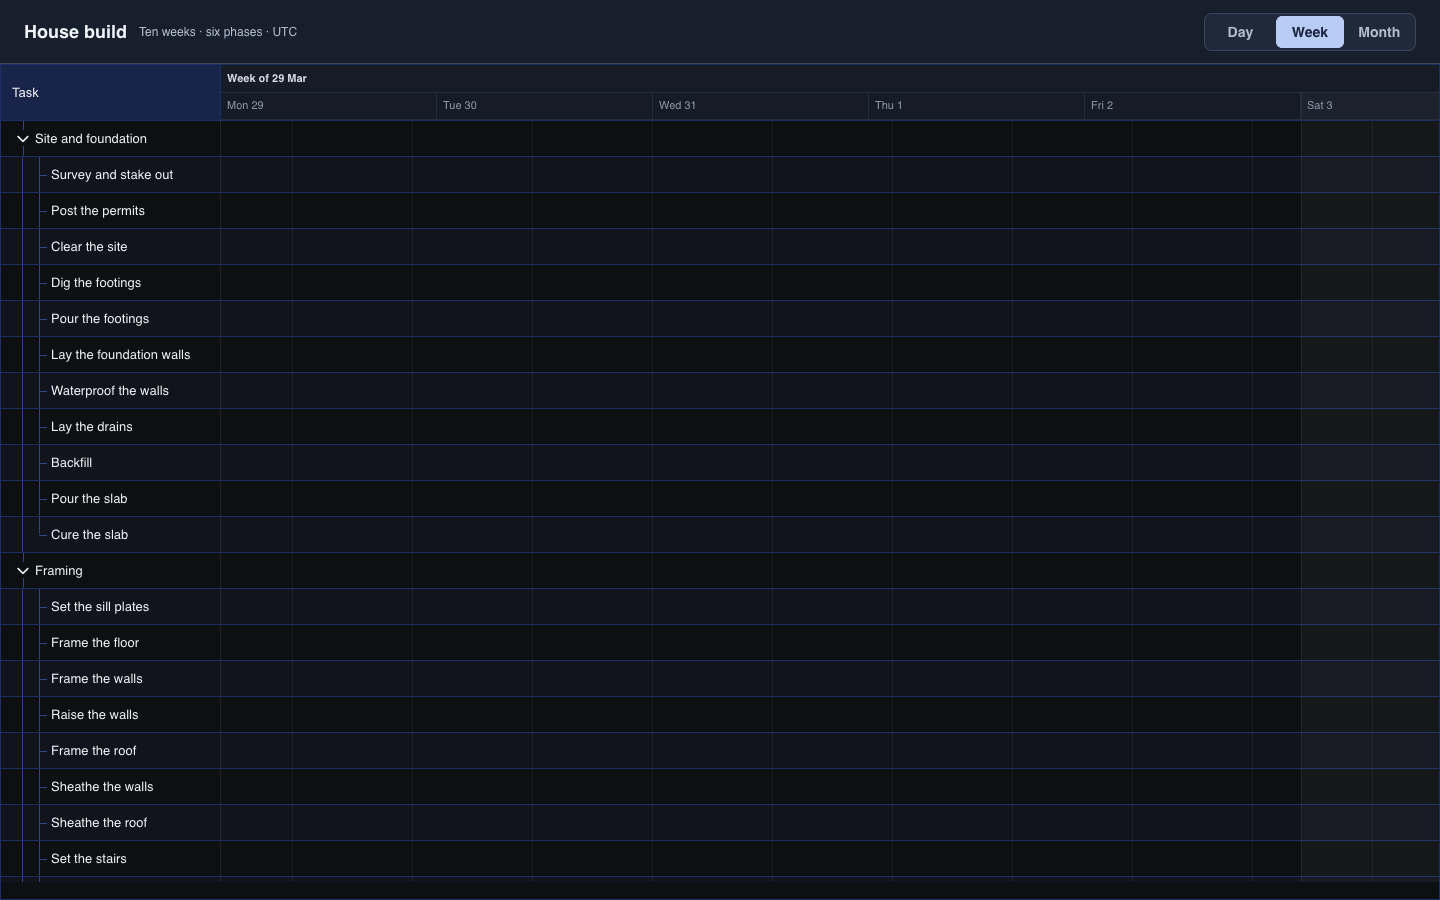 House build
Ten weeks · six phases · UTC
Day
Week
Month
Task
Week of 29 Mar
Mon 29
Tue 30
Wed 31
Thu 1
Fri 2
Sat 3
Site and foundation
Survey and stake out
Post the permits
Clear the site
Dig the footings
Pour the footings
Lay the foundation walls
Waterproof the walls
Lay the drains
Backfill
Pour the slab
Cure the slab
Framing
Set the sill plates
Frame the floor
Frame the walls
Raise the walls
Frame the roof
Sheathe the walls
Sheathe the roof
Set the stairs